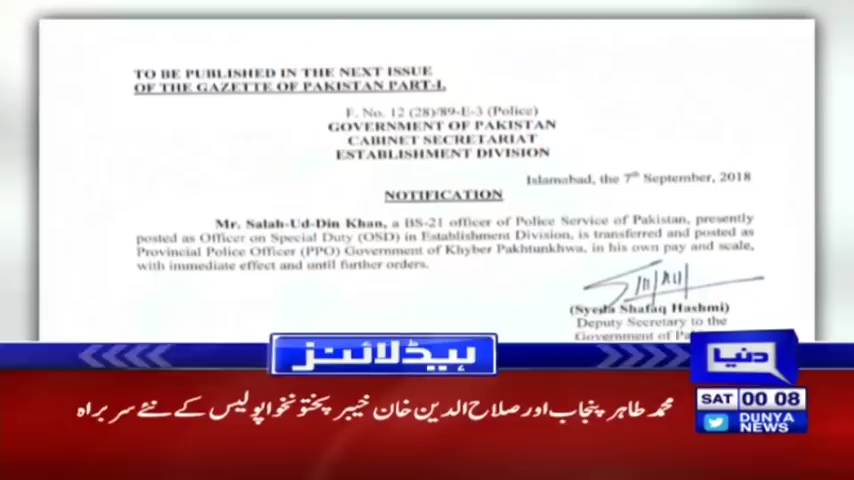 TO BE PUBLISHED IN THE NEXT ISSUE
OF THE GAZETTE OF PAKISTAN PART-I.
F. No. 12 (28)/89-E-3 (Police)
GOVERNMENT OF PAKISTAN
CABINET SECRETARIAT
ESTABLISHMENT DIVISION
Islamabad, the 7th September, 2018
NOTIFICATION
Mr. Salah-Ud-Din Khan, a BS-21 officer of Police Service of Pakistan, presently
posted as Officer on Special Duty (OSD) in Establishment Division, is transferred and posted as
Provincial Police Officer (PPO) Government of Khyber Pakhtunkhwa, in his own pay and scale,
with immediate effect and until further orders.
(Syeda Shafaq Hashmi)
Deputy Secretary to the
Government of
ہیڈلائنز
دنیا
محمد طاہر پنجاب اور صلاح الدین خان خیبر پختونخوا پولیس کے نئے سربراہ
SAT 00 08
DUNYA
NEWS